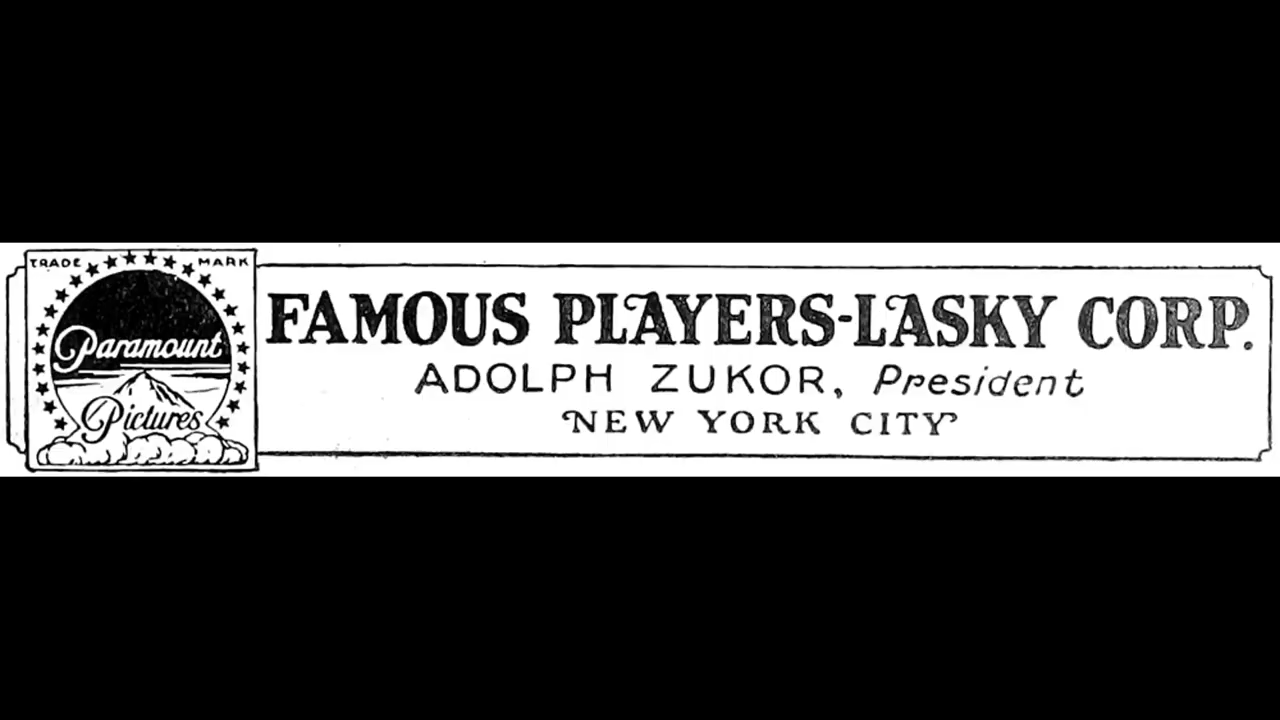 TRADE MARK
Paramount
Pictures
FAMOUS PLAYERS-LASKY CORP.
ADOLPH ZUKOR, President
NEW YORK CITY